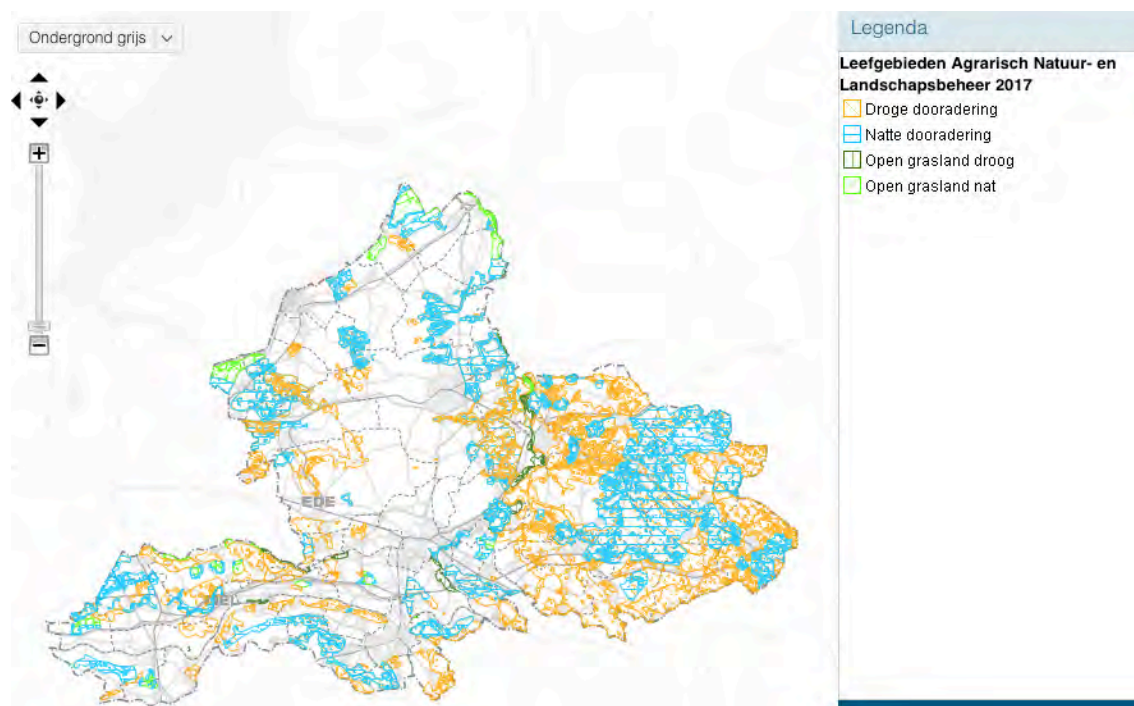 Ondergrond grijs
Legenda
Leefgebieden Agrarisch Natuur- en
Landschapsbeheer 2017
Droge dooradering
Natte dooradering
Open grasland droog
Open grasland nat
EDE